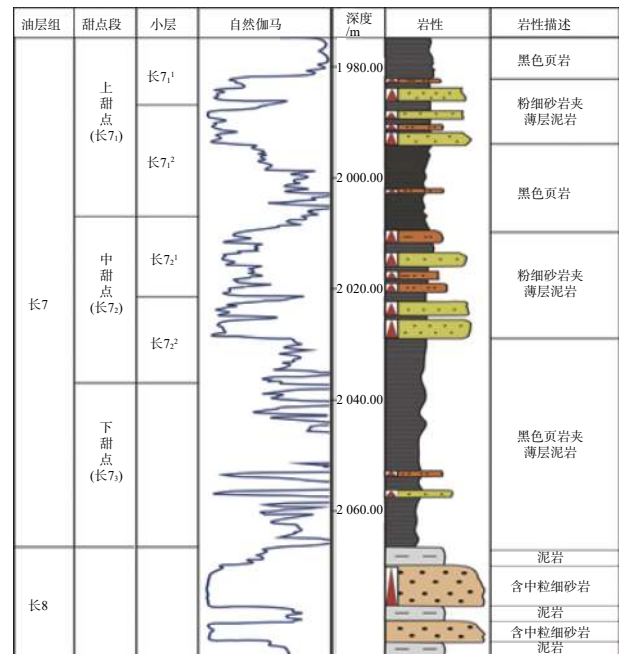 油层组 甜点段 小层 自然伽马 深度/m 岩性 岩性描述
长7
上甜点(长7₁)
中甜点(长7₂)
下甜点(长7₃)
长7₁¹
长7₁²
长7₂¹
长7₂²
长8
1 980.00
2 000.00
2 020.00
2 040.00
2 060.00
黑色页岩
粉细砂岩夹
薄层泥岩
黑色页岩
粉细砂岩夹
薄层泥岩
黑色页岩夹
薄层泥岩
泥岩
含中粒细砂岩
泥岩
含中粒细砂岩
泥岩